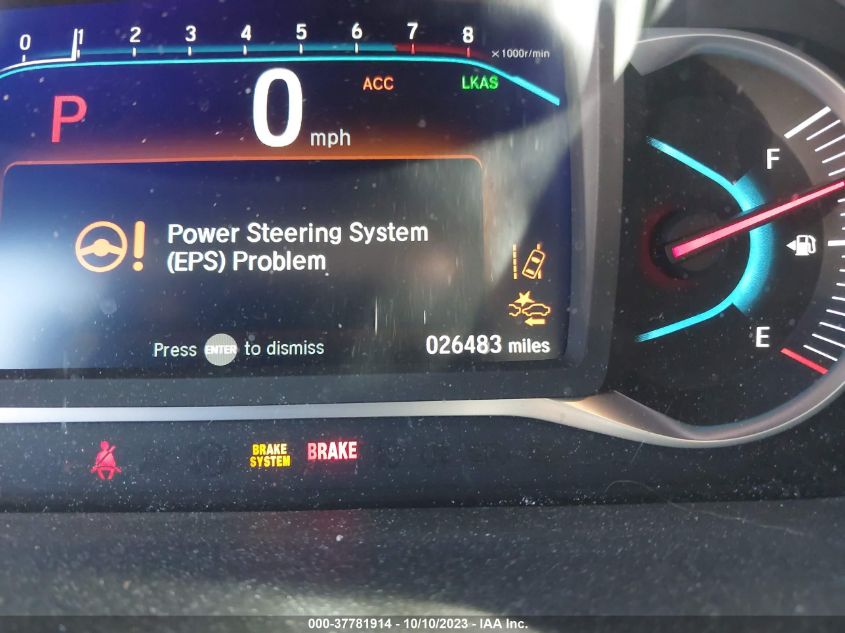 0 1 2 3 4 5 6 7 8 ×1000r/min
ACC LKAS
P 0 mph
F
Power Steering System
(EPS) Problem
E
Press ENTER to dismiss 026483 miles
BRAKE
SYSTEM
BRAKE
000-37781914 - 10/10/2023 - IAA Inc.